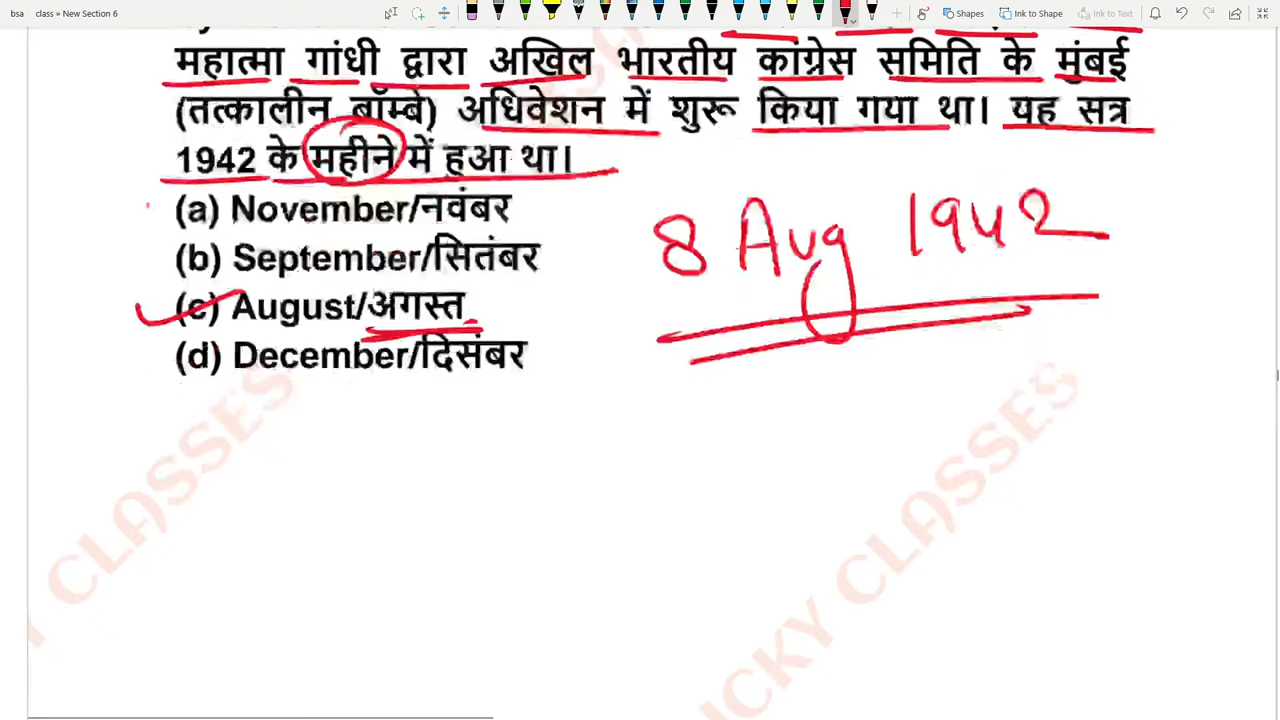 bsa class » New Section 6 Shapes Ink to Shape Ink to Text
महात्मा गांधी द्वारा अखिल भारतीय कांग्रेस समिति के मुंबई
(तत्कालीन बॉम्बे) अधिवेशन में शुरू किया गया था। यह सत्र
1942 के महीने में हुआ था।
(a) November/नवंबर
(b) September/सितंबर
(c) August/अगस्त
(d) December/दिसंबर
8 Aug 1942
CLASSES
ICKY CLASSES